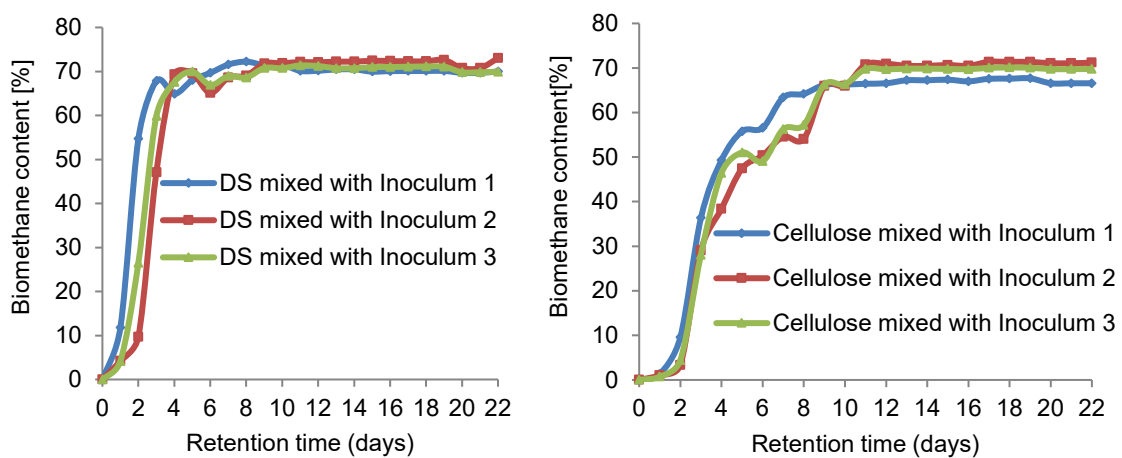 80
70
60
50
40
30
20
10
0
Biomethane content [%]
DS mixed with Inoculum 1
DS mixed with Inoculum 2
DS mixed with Inoculum 3
0 2 4 6 8 10 12 14 16 18 20 22
Retention time (days)
80
70
60
50
40
30
20
10
0
Biomethane contnent[%]
Cellulose mixed with Inoculum 1
Cellulose mixed with Inoculum 2
Cellulose mixed with Inoculum 3
0 2 4 6 8 10 12 14 16 18 20 22
Retention time (days)